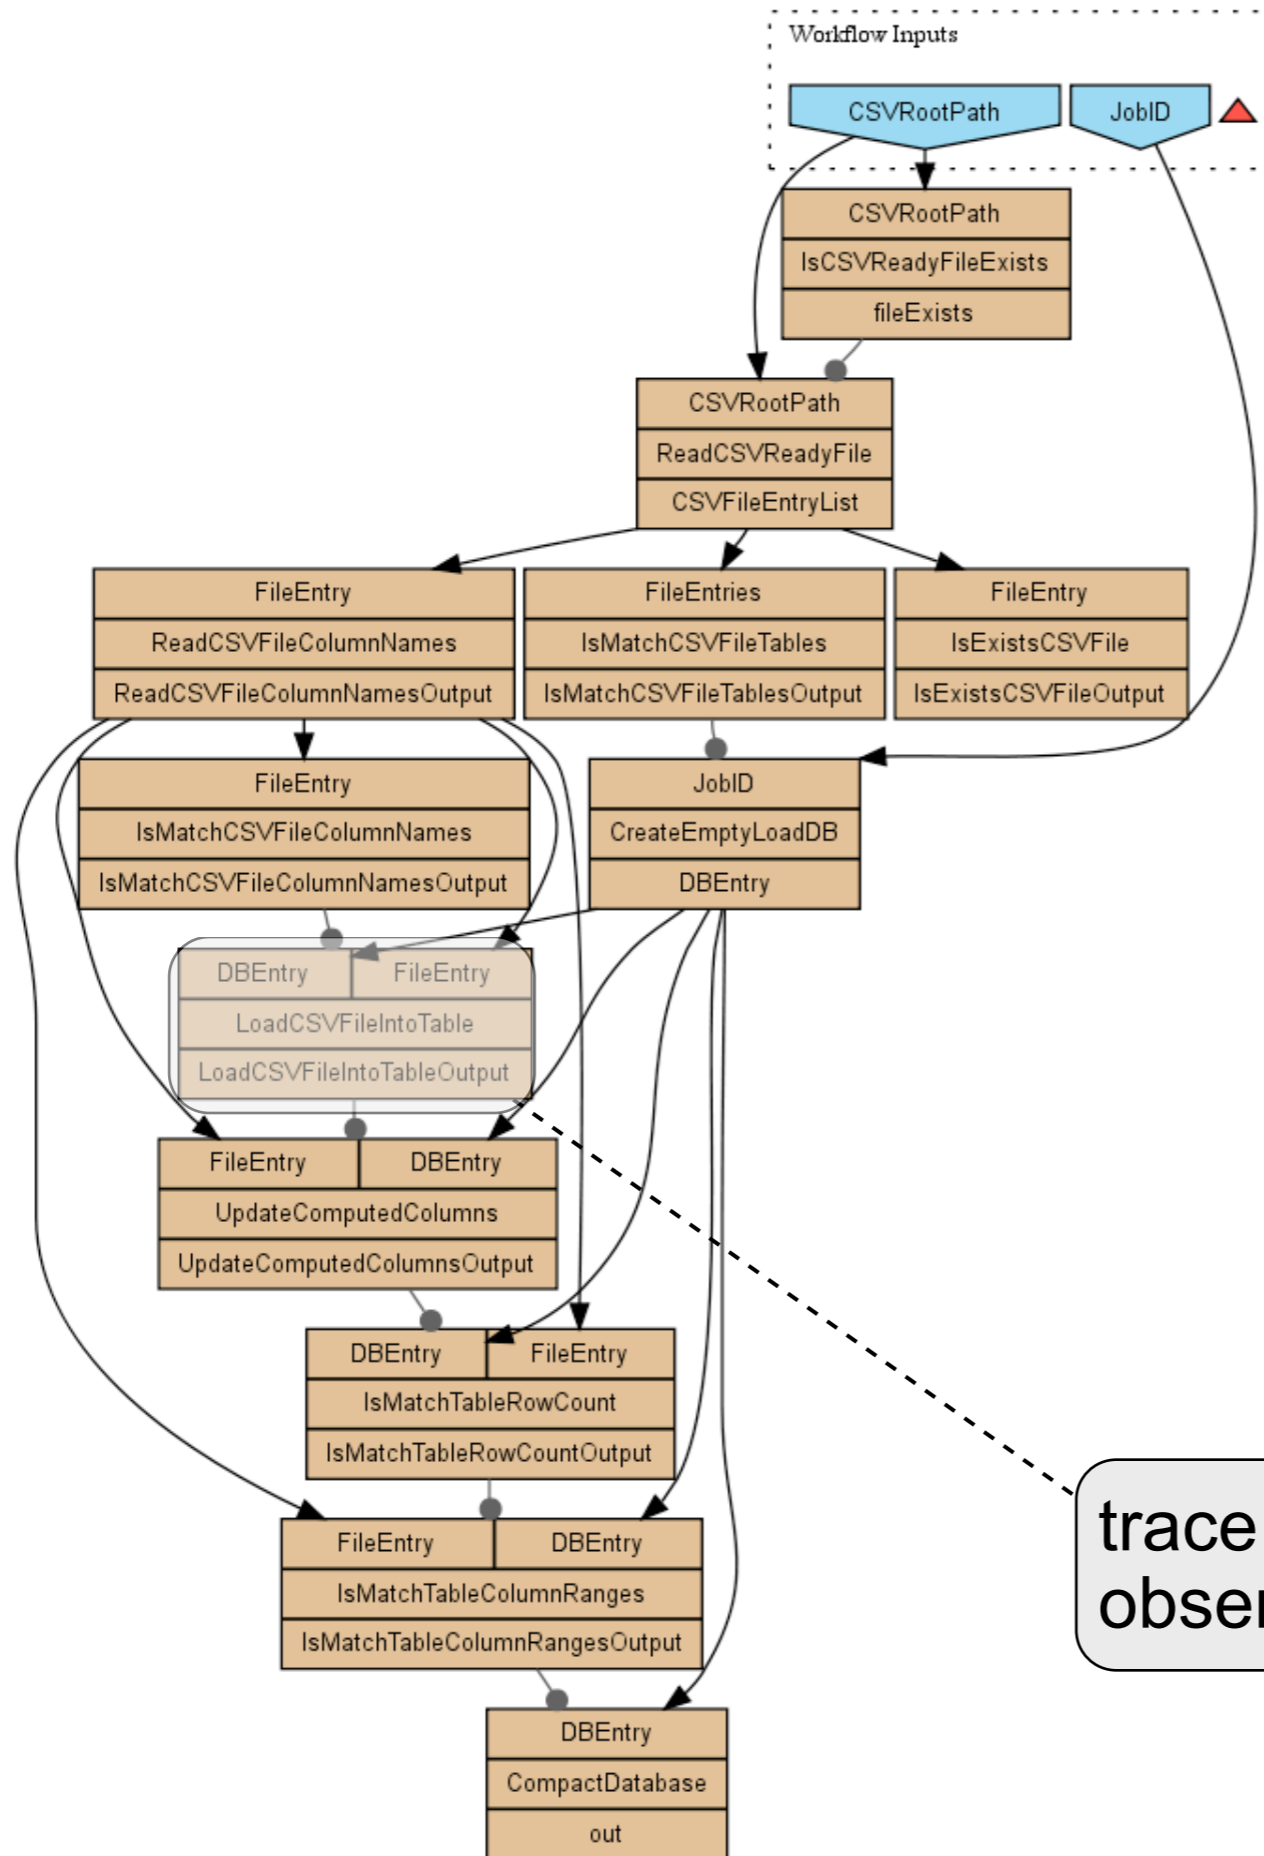 Workflow Inputs
CSVRootPath
JobID
CSVRootPath
IsCSVReadyFileExists
fileExists
CSVRootPath
ReadCSVReadyFile
CSVFileEntryList
FileEntry
ReadCSVFileColumnNames
ReadCSVFileColumnNamesOutput
FileEntries
IsMatchCSVFileTables
IsMatchCSVFileTablesOutput
FileEntry
IsExistsCSVFile
IsExistsCSVFileOutput
FileEntry
IsMatchCSVFileColumnNames
IsMatchCSVFileColumnNamesOutput
JobID
CreateEmptyLoadDB
DBEntry
DBEntry FileEntry
LoadCSVFileIntoTable
LoadCSVFileIntoTableOutput
FileEntry DBEntry
UpdateComputedColumns
UpdateComputedColumnsOutput
DBEntry FileEntry
IsMatchTableRowCount
IsMatchTableRowCountOutput
FileEntry DBEntry
IsMatchTableColumnRanges
IsMatchTableColumnRangesOutput
trace
DBEntry
CompactDatabase
out